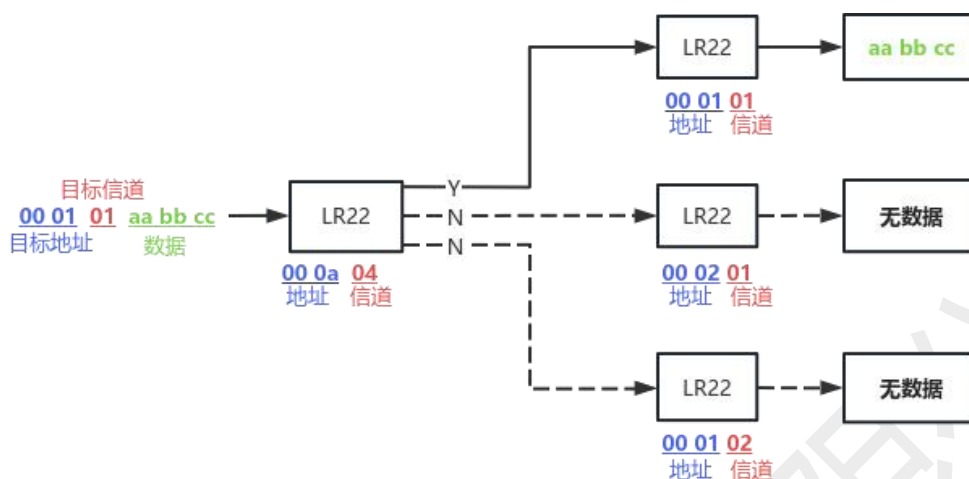 LR22
aa bb cc
00 01 01
地址 信道
目标信道
00 01 01 aa bb cc
目标地址 数据
LR22
00 0a 04
地址 信道
Y
N
N
LR22
无数据
00 02 01
地址 信道
LR22
无数据
00 01 02
地址 信道